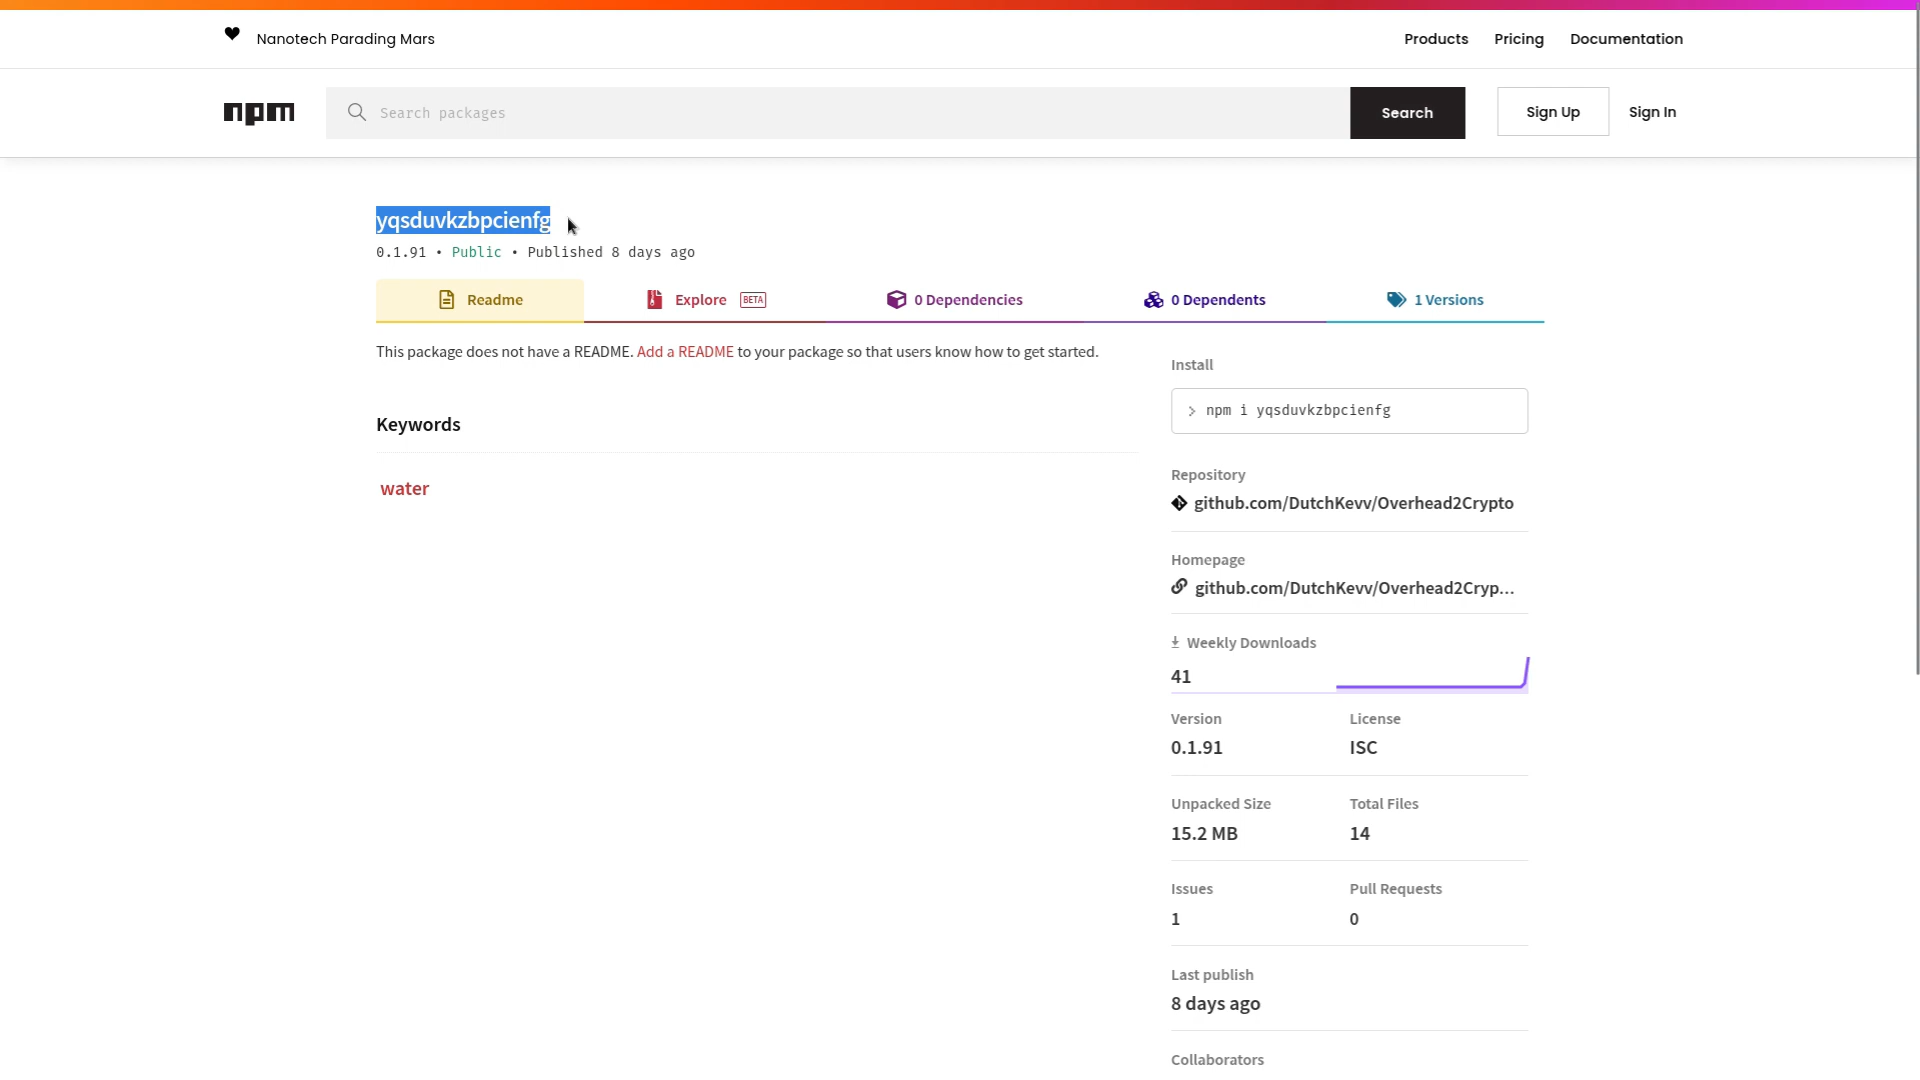 Nanotech Parading Mars
Products Pricing Documentation
npm
Search packages
Search
Sign Up
Sign In
yqsduvkzbpcienfg
0.1.91 • Public • Published 8 days ago
Readme
Explore BETA
0 Dependencies
0 Dependents
1 Versions
This package does not have a README. Add a README to your package so that users know how to get started.
Keywords
water
Install
> npm i yqsduvkzbpcienfg
Repository
github.com/DutchKevv/Overhead2Crypto
Homepage
github.com/DutchKevv/Overhead2Cryp...
Weekly Downloads
41
Version License
0.1.91 ISC
Unpacked Size Total Files
15.2 MB 14
Issues Pull Requests
1 0
Last publish
8 days ago
Collaborators